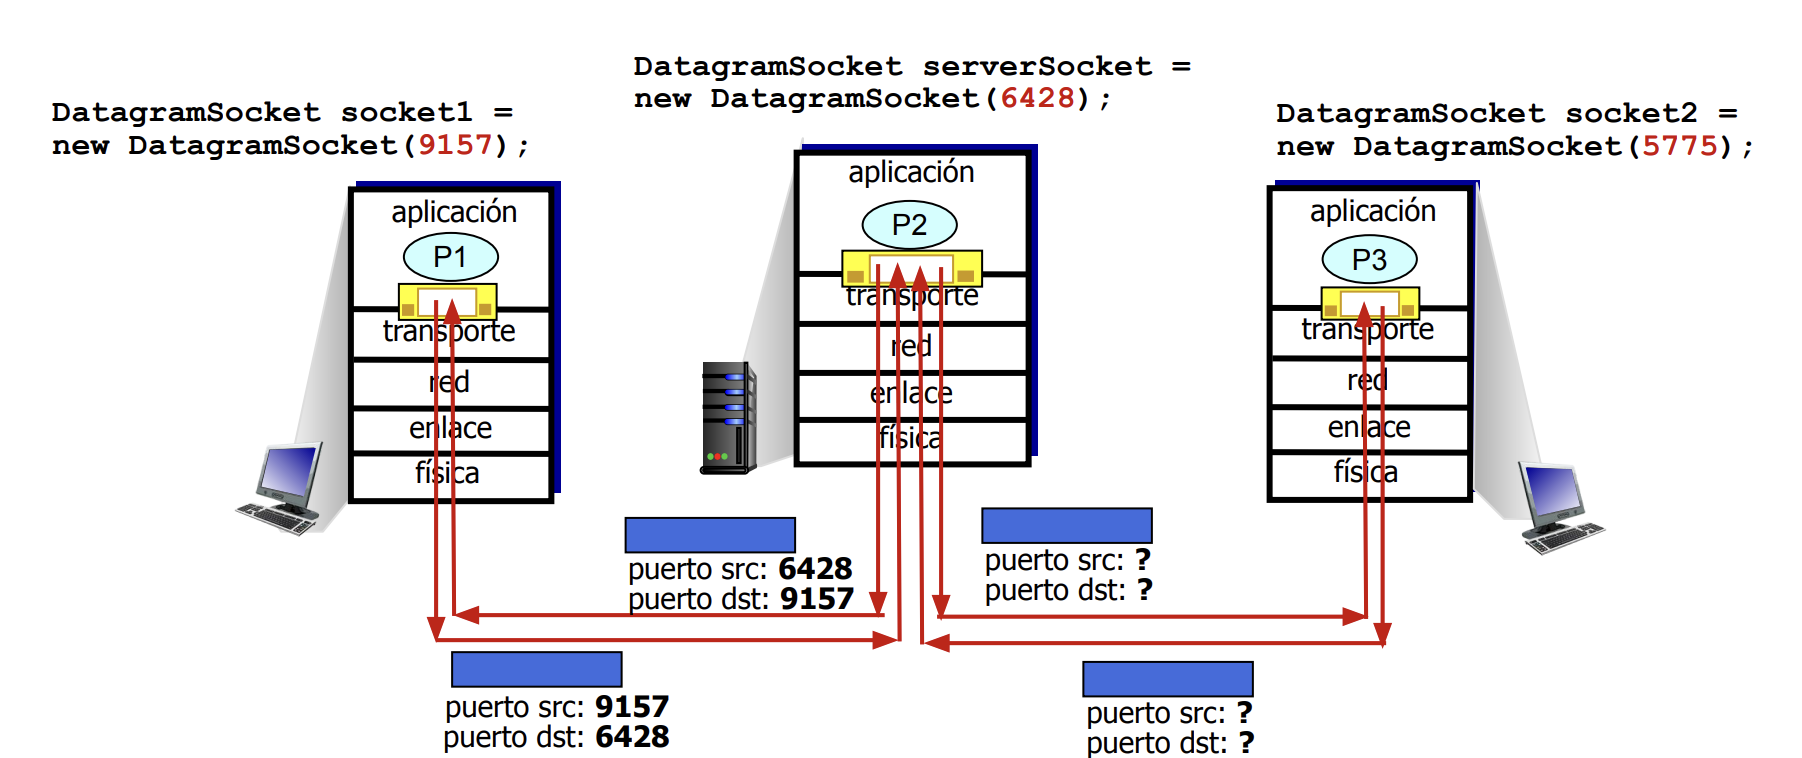 DatagramSocket socket1 =
new DatagramSocket(9157);
DatagramSocket serverSocket =
new DatagramSocket(6428);
DatagramSocket socket2 =
new DatagramSocket(5775);
aplicación
P1
transporte
red
enlace
física
aplicación
P2
transporte
red
enlace
física
aplicación
P3
transporte
red
enlace
física
puerto src: 6428
puerto dst: 9157
puerto src: ?
puerto dst: ?
puerto src: 9157
puerto dst: 6428
puerto src: ?
puerto dst: ?